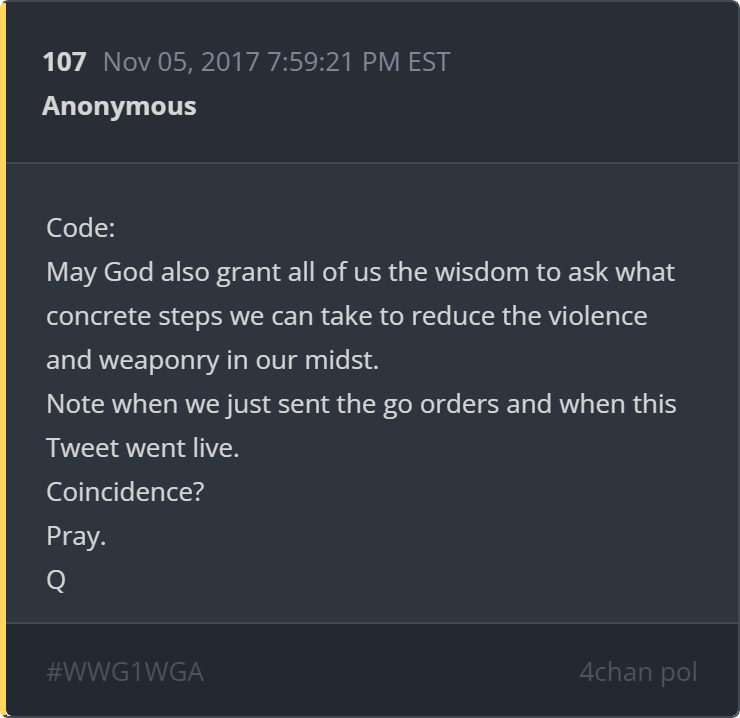 107 Nov 05, 2017 7:59:21 PM EST
Anonymous
Code:
May God also grant all of us the wisdom to ask what
concrete steps we can take to reduce the violence
and weaponry in our midst.
Note when we just sent the go orders and when this
Tweet went live.
Coincidence?
Pray.
Q
#WWG1WGA 4chan pol